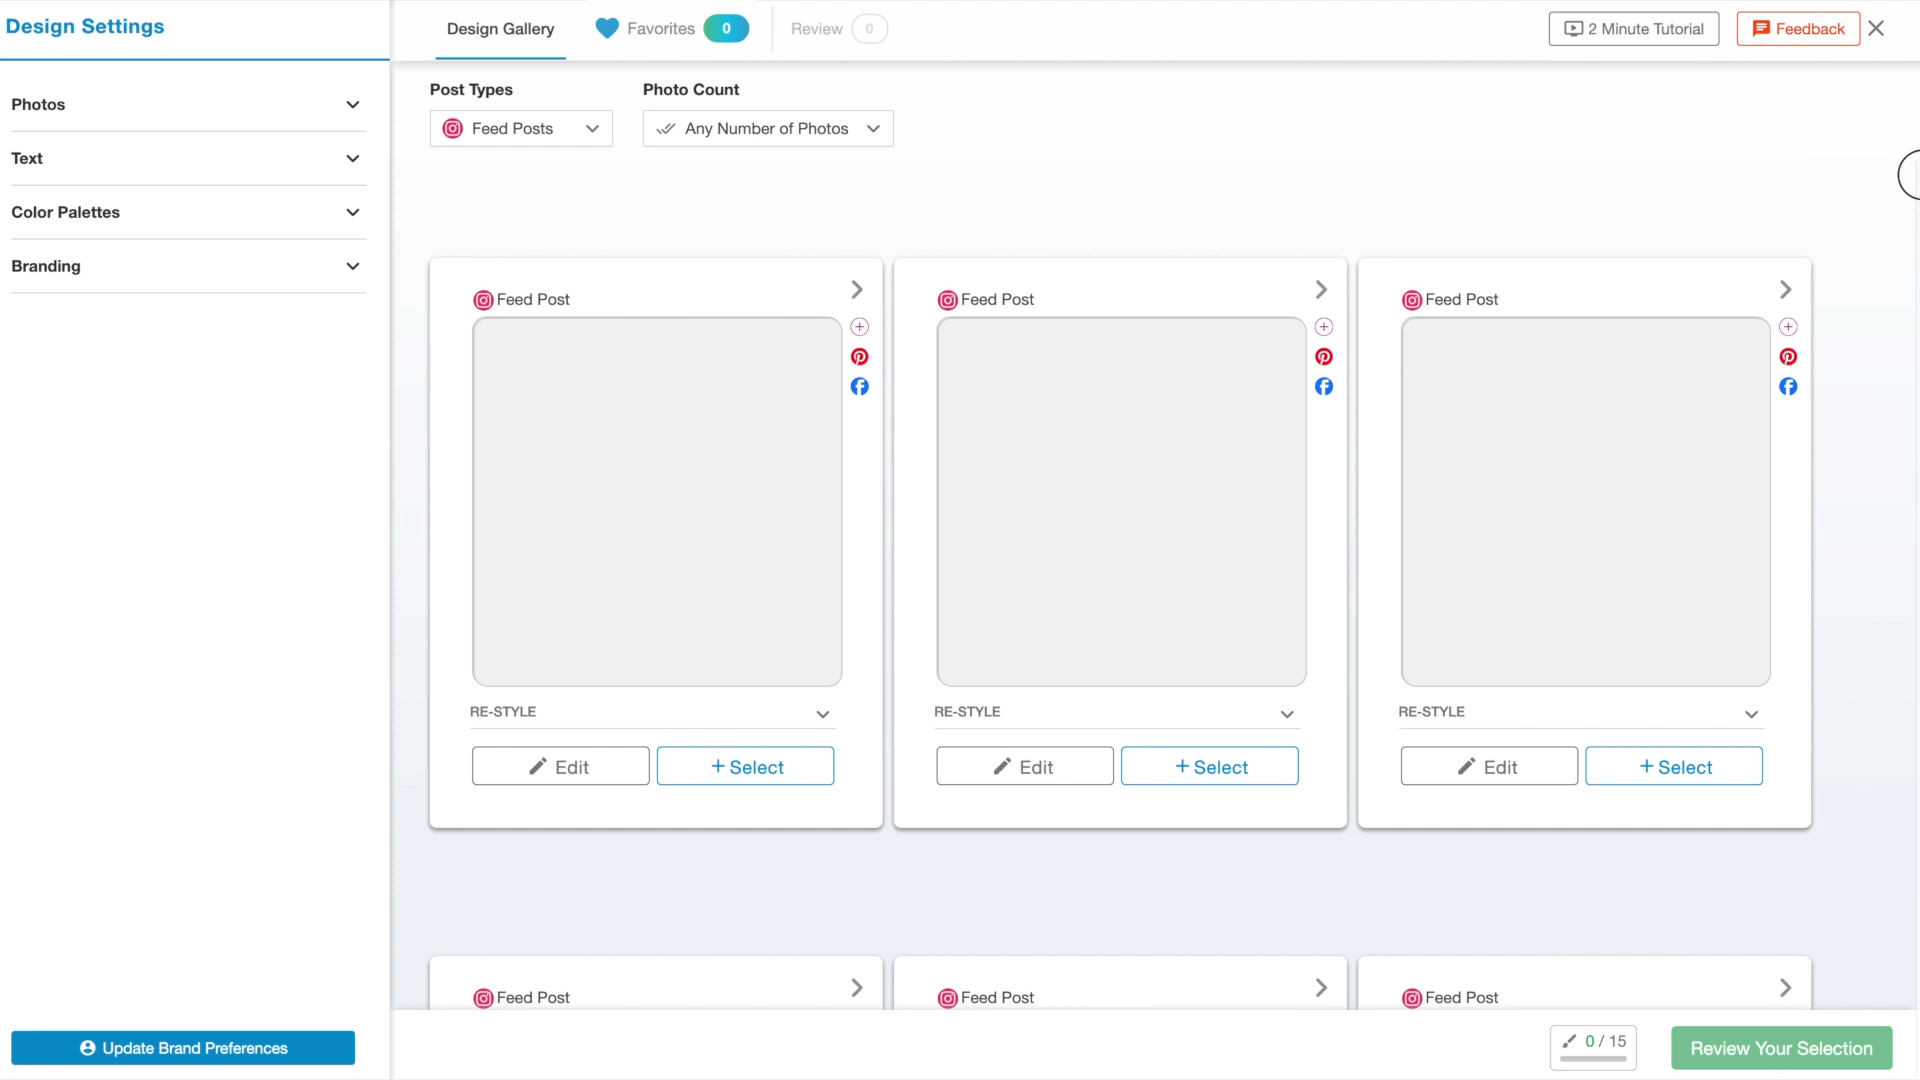 Design Settings
Design Gallery
Favorites 0
Review 0
2 Minute Tutorial
Feedback
Photos
Text
Color Palettes
Branding
Post Types
Photo Count
Feed Posts
Any Number of Photos
Feed Post
Feed Post
Feed Post
RE-STYLE
RE-STYLE
RE-STYLE
Edit
+ Select
Edit
+ Select
Edit
+ Select
Feed Post
Feed Post
Feed Post
Update Brand Preferences
0 / 15
Review Your Selection